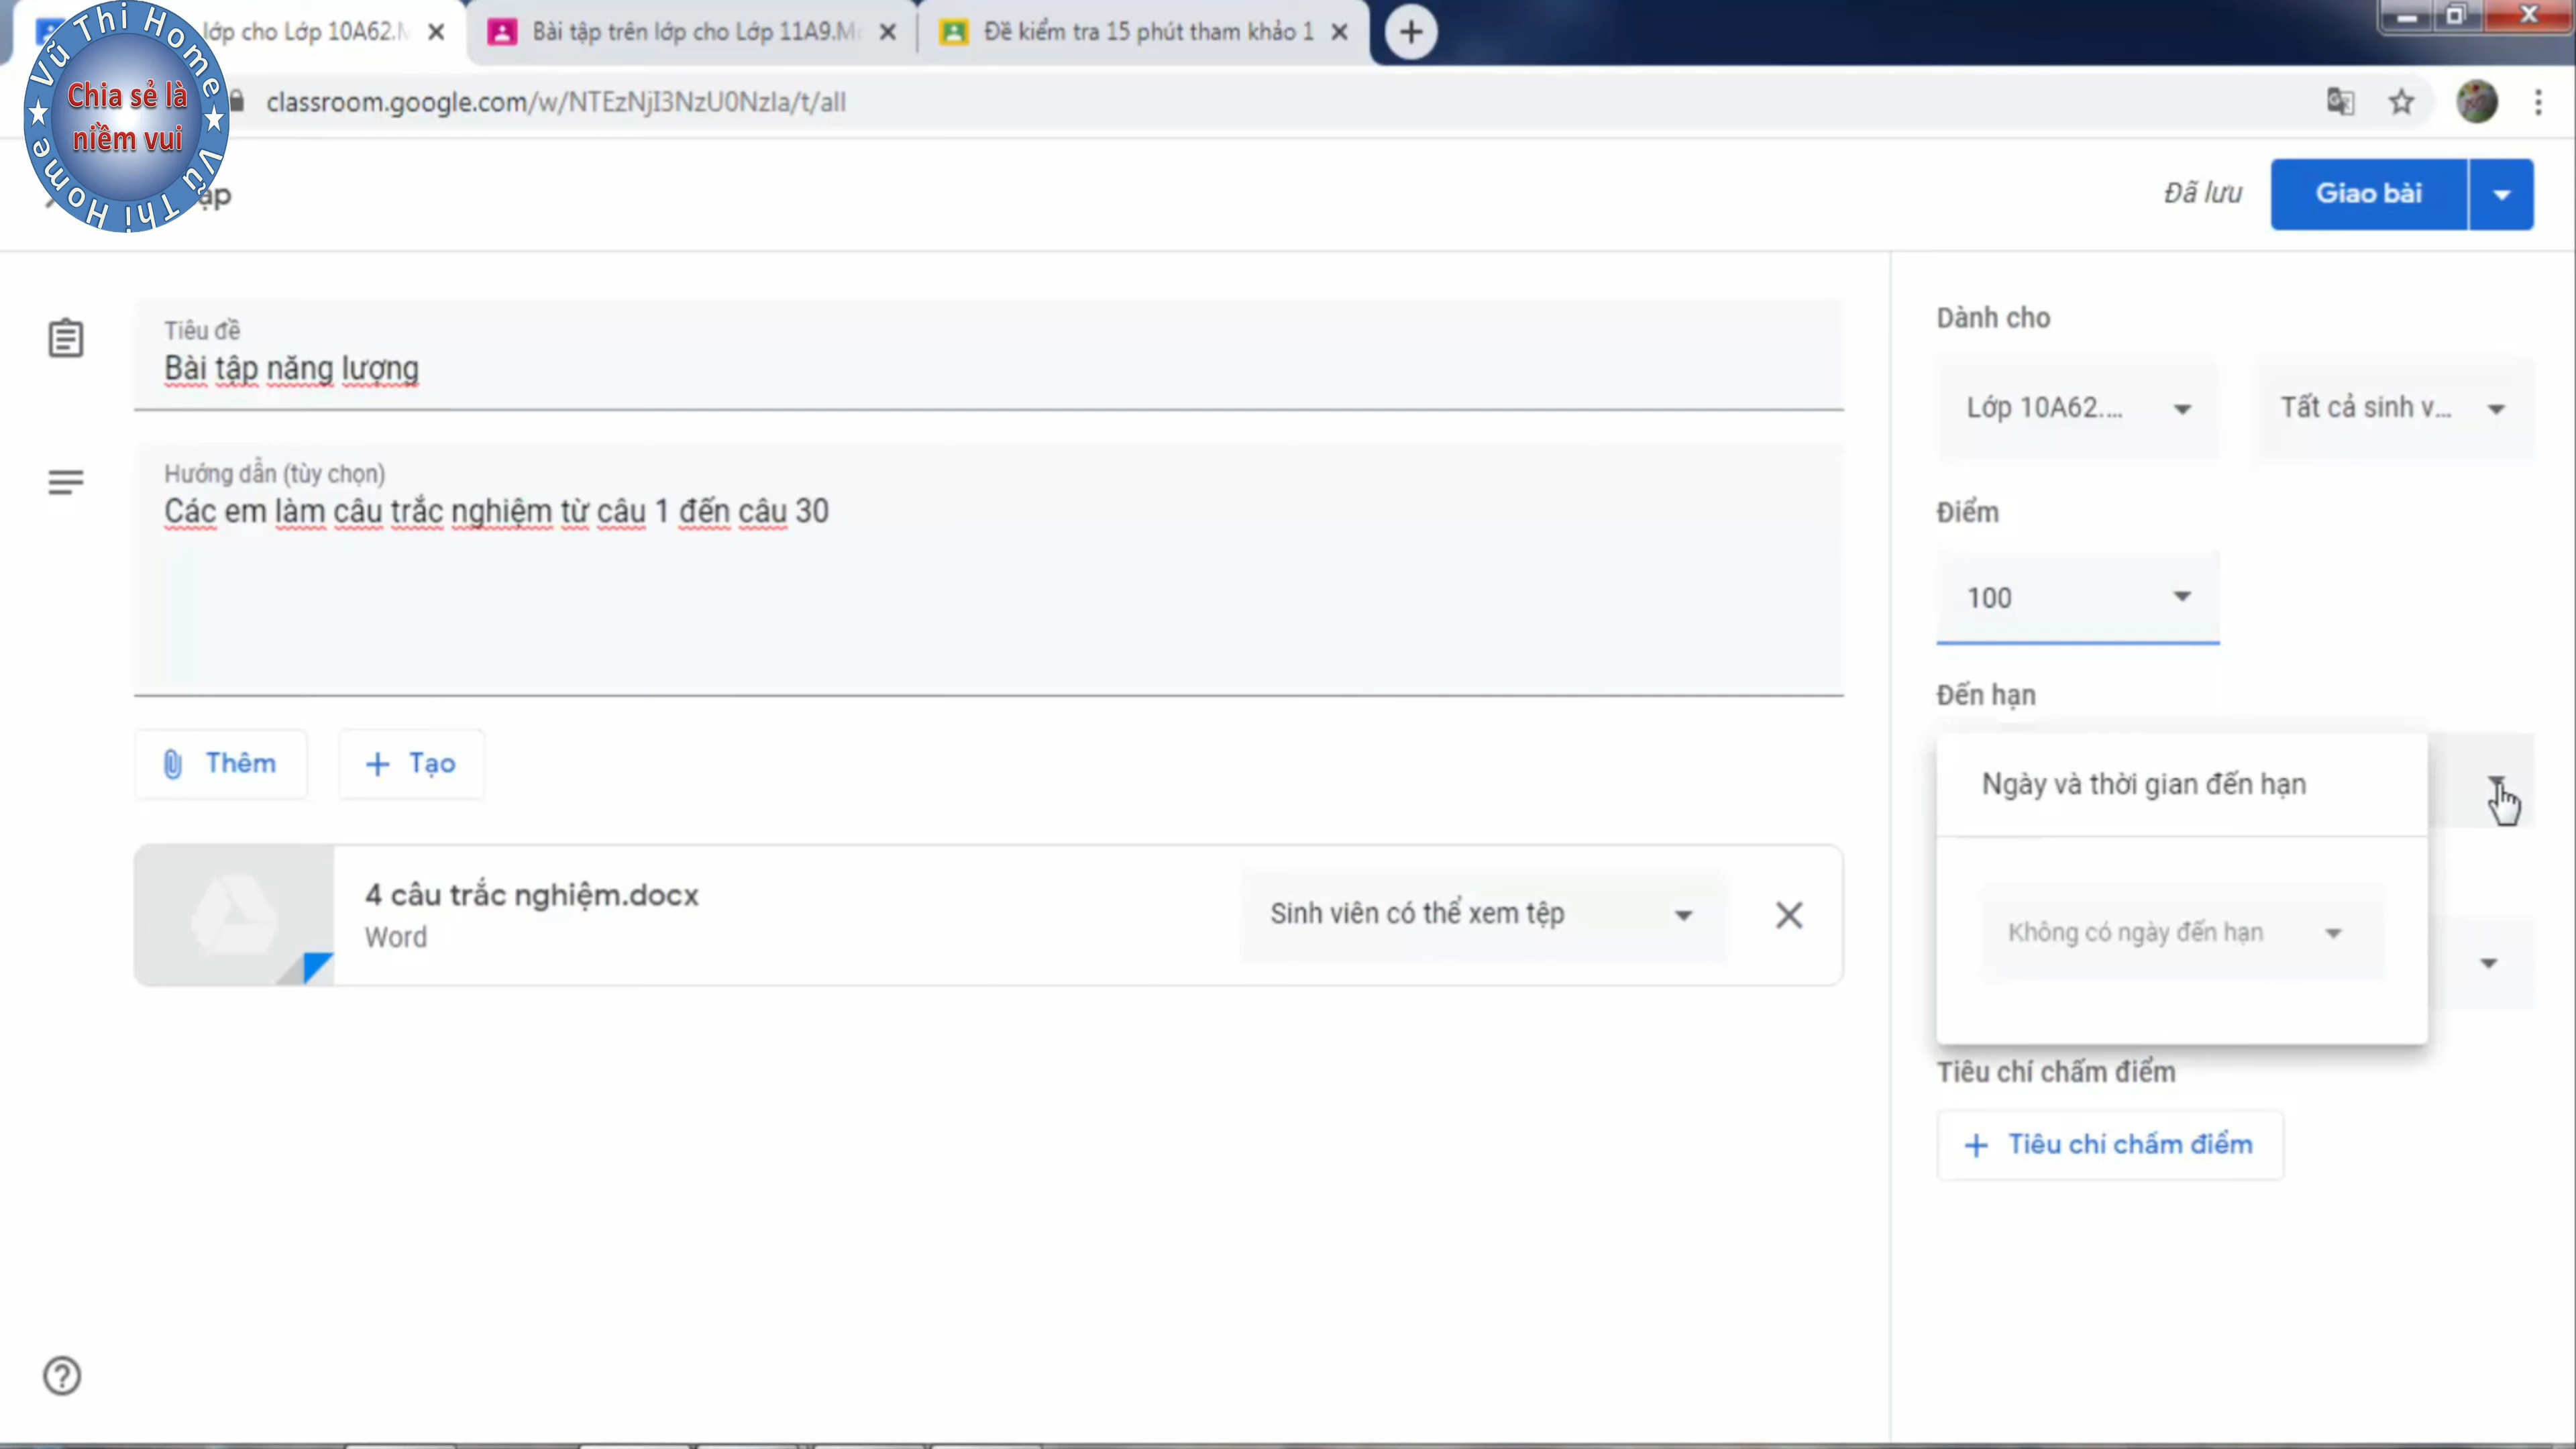 lớp cho Lớp 10A62.
Bài tập trên lớp cho Lớp 11A9.
Đề kiểm tra 15 phút tham khảo 1
classroom.google.com/w/NTEzNjI3NzU0Nzla/t/all
Vũ Thi Home
Chia sẻ là
niềm vui
Vũ Thi Home
ập
Đã lưu
Giao bài
Tiêu đề
Bài tập năng lượng
Hướng dẫn (tùy chọn)
Các em làm câu trắc nghiệm từ câu 1 đến câu 30
Thêm
Tạo
4 câu trắc nghiệm.docx
Word
Sinh viên có thể xem tệp
Dành cho
Lớp 10A62....
Tất cả sinh v...
Điểm
100
Đến hạn
Ngày và thời gian đến hạn
Không có ngày đến hạn
Tiêu chí chấm điểm
+ Tiêu chí chấm điểm